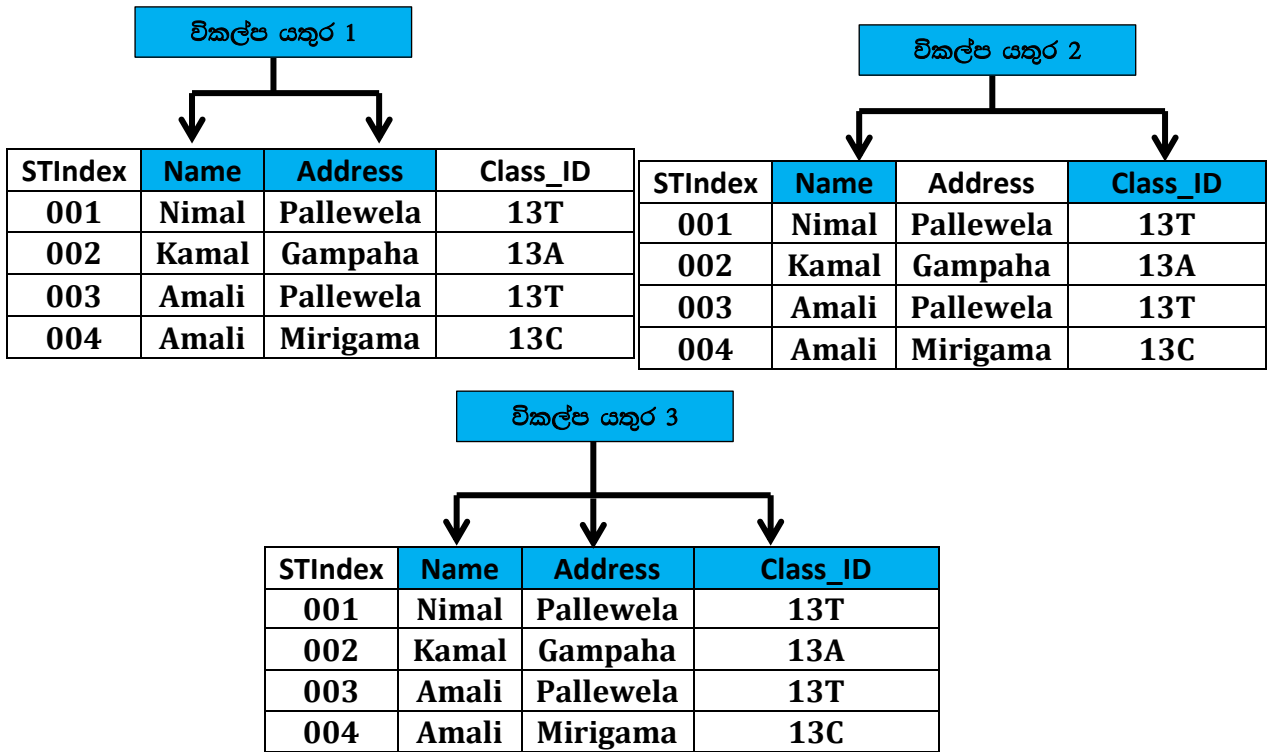 විකල්ප යතුර 1
STIndex Name Address Class_ID
001 Nimal Pallewela 13T
002 Kamal Gampaha 13A
003 Amali Pallewela 13T
004 Amali Mirigama 13C
විකල්ප යතුර 2
STIndex Name Address Class_ID
001 Nimal Pallewela 13T
002 Kamal Gampaha 13A
003 Amali Pallewela 13T
004 Amali Mirigama 13C
විකල්ප යතුර 3
STIndex Name Address Class_ID
001 Nimal Pallewela 13T
002 Kamal Gampaha 13A
003 Amali Pallewela 13T
004 Amali Mirigama 13C